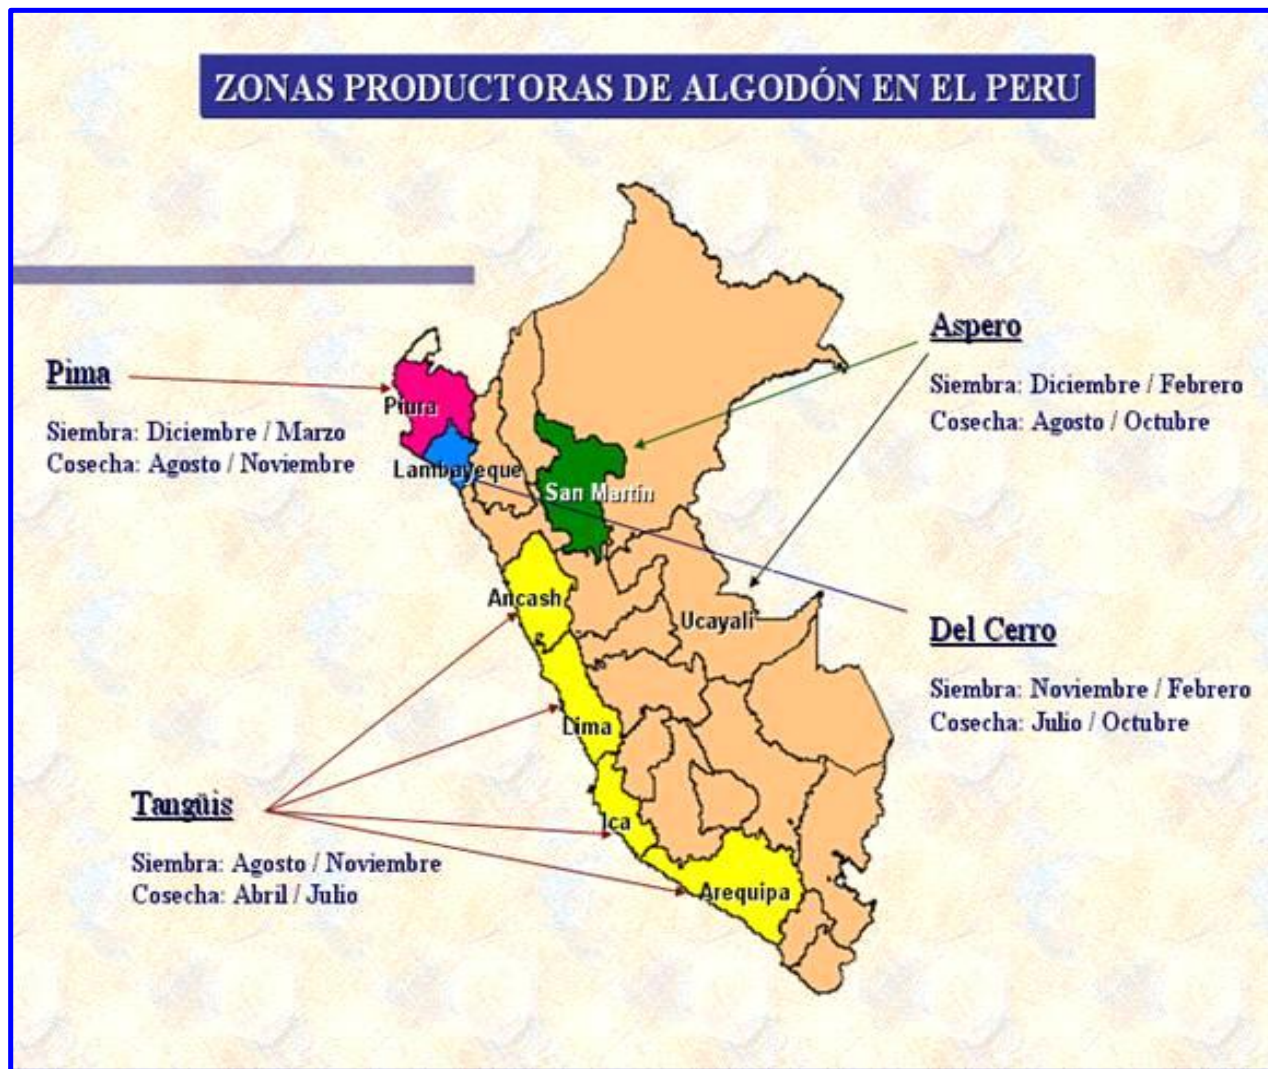 ZONAS PRODUCTORAS DE ALGODÓN EN EL PERU
Pima
Siembra: Diciembre / Marzo
Cosecha: Agosto / Noviembre
Aspero
Siembra: Diciembre / Febrero
Cosecha: Agosto / Octubre
Piura
Lambayeque
San Martín
Ancash
Ucayali
Lima
Ica
Arequipa
Del Cerro
Siembra: Noviembre / Febrero
Cosecha: Julio / Octubre
Tangüis
Siembra: Agosto / Noviembre
Cosecha: Abril / Julio